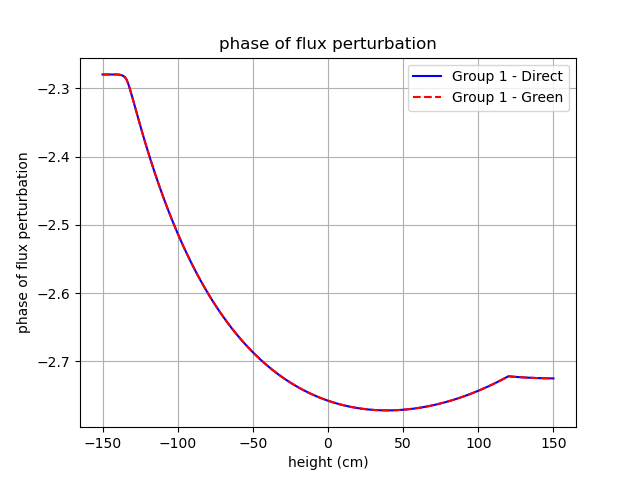 phase of flux perturbation
Group 1 - Direct
Group 1 - Green
phase of flux perturbation
−2.3
−2.4
−2.5
−2.6
−2.7
−150
−100
−50
0
50
100
150
height (cm)